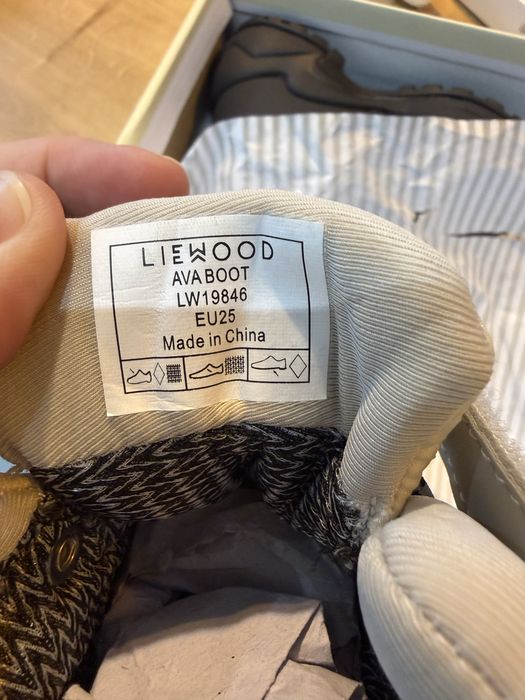 LIEWOOD
AVA BOOT
LW19846
EU25
Made in China